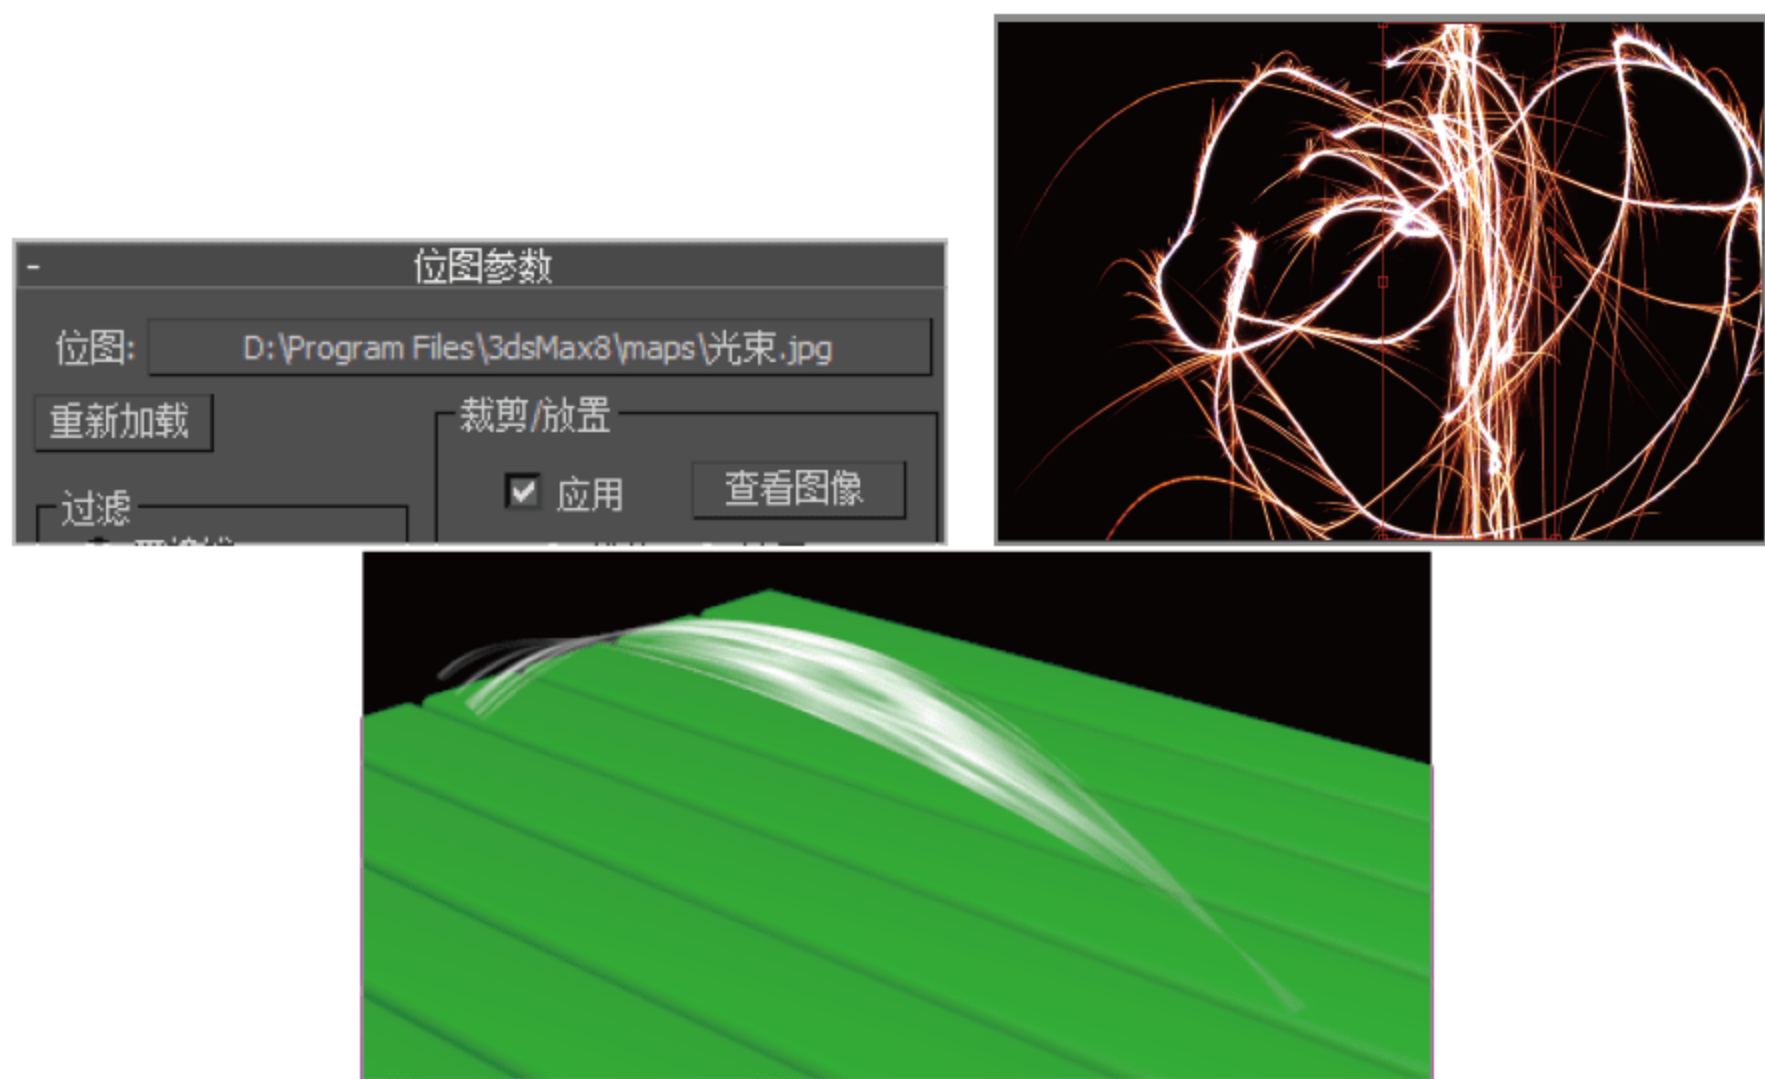 - 位图参数
位图: D:\Program Files\3dsMax8\maps\光束.jpg
重新加载
裁剪/放置
应用 查看图像
过滤